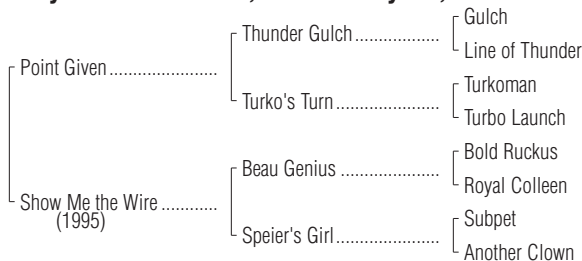 Gulch
Thunder Gulch
Line of Thunder
Point Given
Turkoman
Turko's Turn
Turbo Launch
Bold Ruckus
Beau Genius
Royal Colleen
Show Me the Wire
(1995)
Subpet
Speier's Girl
Another Clown